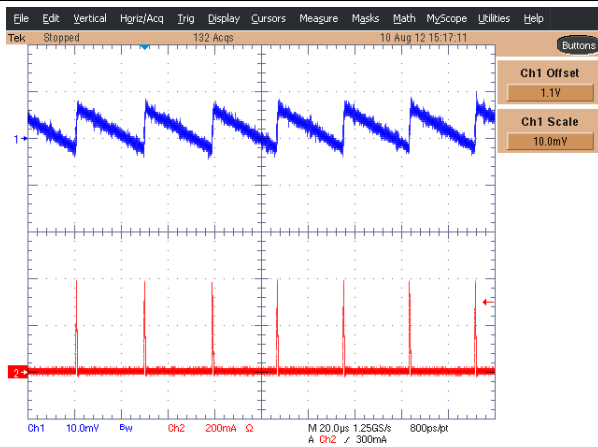 File Edit Vertical Horiz/Acq Trig Display Cursors Measure Masks Math MyScope Utilities Help
Tek Stopped 132 Acqs 10 Aug 12 15:17:11
Buttons
Ch1 Offset
1.1V
Ch1 Scale
10.0mV
1
2
Ch1 10.0mV Bw Ch2 200mA Ω M 20.0µs 1.25GS/s 800ps/pt
A Ch2 ∕ 300mA